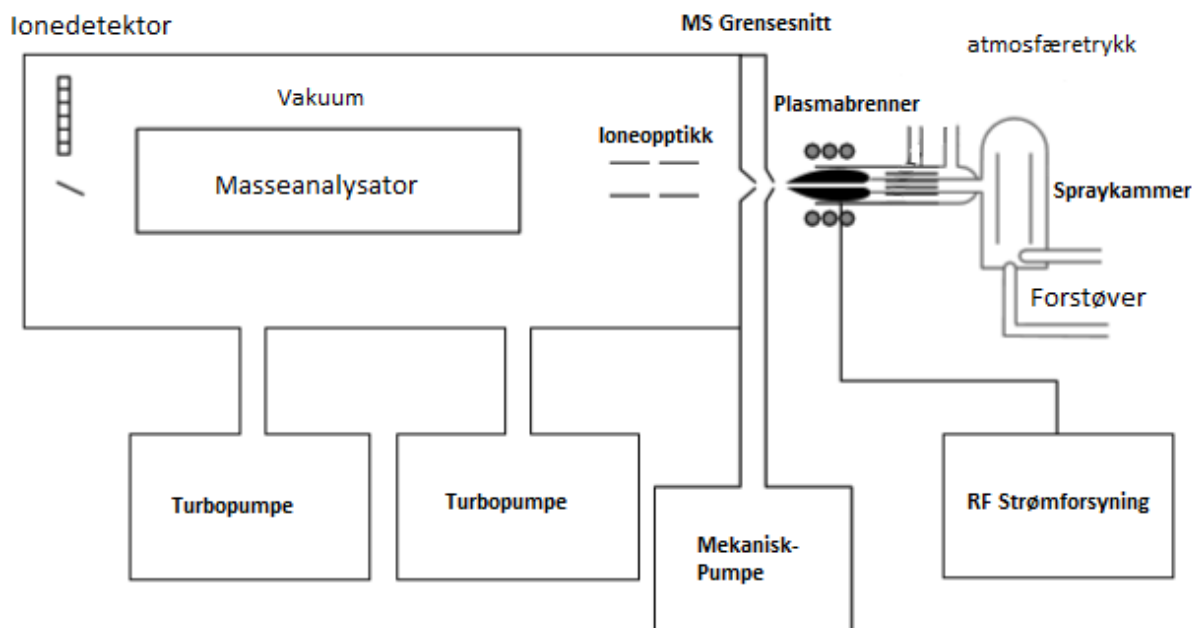 Ionedetektor
MS Grensesnitt
atmosfæretrykk
Vakuum
Plasmabrenner
Ioneopptikk
Masseanalysator
Spraykammer
Forstøver
Turbopumpe
Turbopumpe
RF Strømforsyning
Mekanisk-
Pumpe